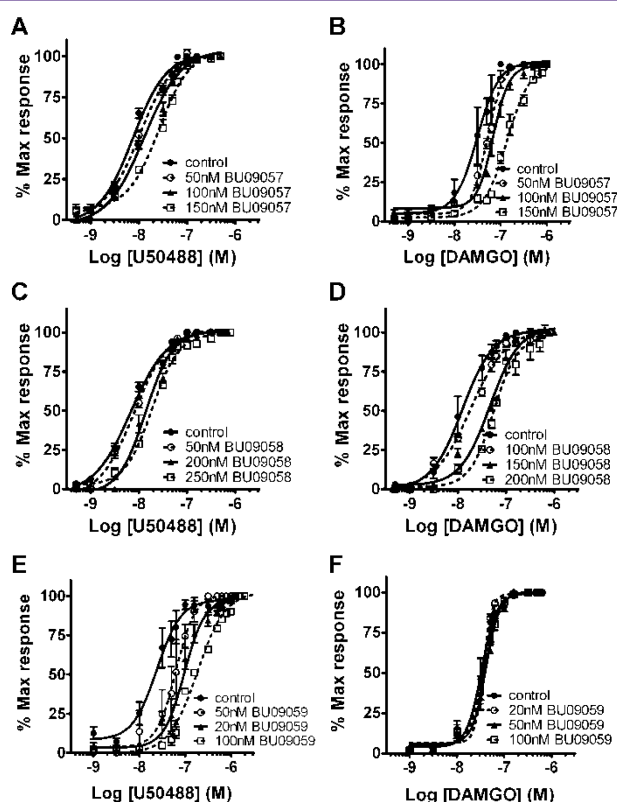 A
% Max response
100
75
50
25
0
control
50nM BU09057
100nM BU09057
150nM BU09057
-9
-8
-7
-6
Log [U50488] (M)
B
% Max response
100
75
50
25
0
control
50nM BU09057
100nM BU09057
150nM BU09057
-9
-8
-7
-6
Log [DAMGO] (M)
C
% Max response
100
75
50
25
0
control
50nM BU09058
200nM BU09058
250nM BU09058
-9
-8
-7
-6
Log [U50488] (M)
D
% Max response
100
75
50
25
0
control
100nM BU09058
150nM BU09058
200nM BU09058
-9
-8
-7
-6
Log [DAMGO] (M)
E
% Max response
100
75
50
25
0
control
50nM BU09059
20nM BU09059
100nM BU09059
-9
-8
-7
-6
Log [U50488] (M)
F
% Max response
100
75
50
25
0
control
20nM BU09059
50nM BU09059
100nM BU09059
-9
-8
-7
-6
Log [DAMGO] (M)